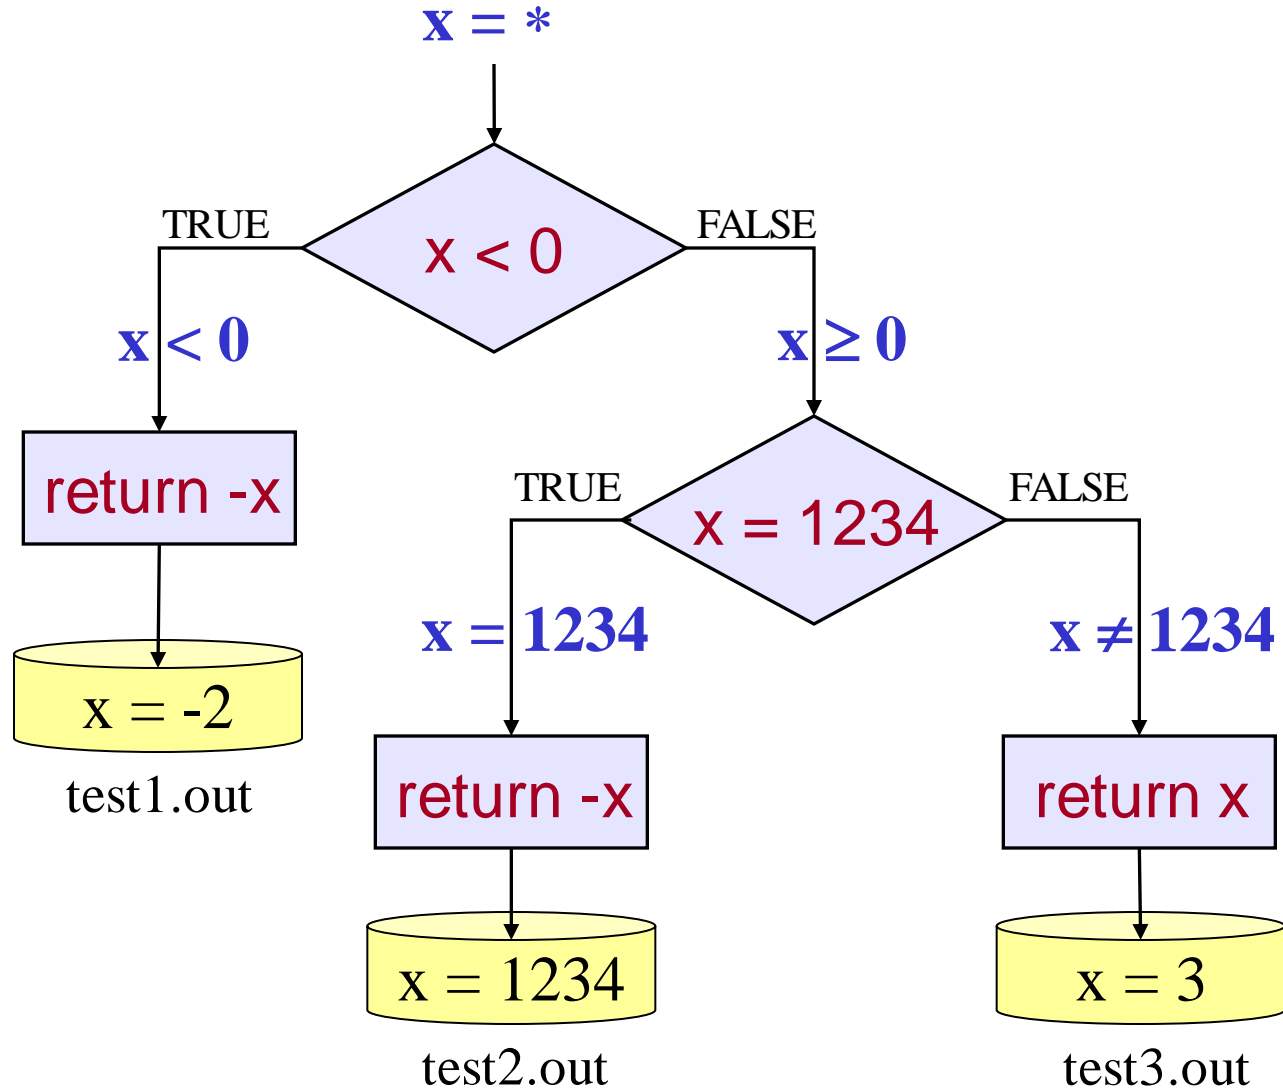 x = *
TRUE
FALSE
x < 0
x < 0
x ≥ 0
return -x
TRUE
FALSE
x = 1234
x = 1234
x ≠ 1234
x = -2
test1.out
return -x
return x
x = 1234
x = 3
test2.out
test3.out